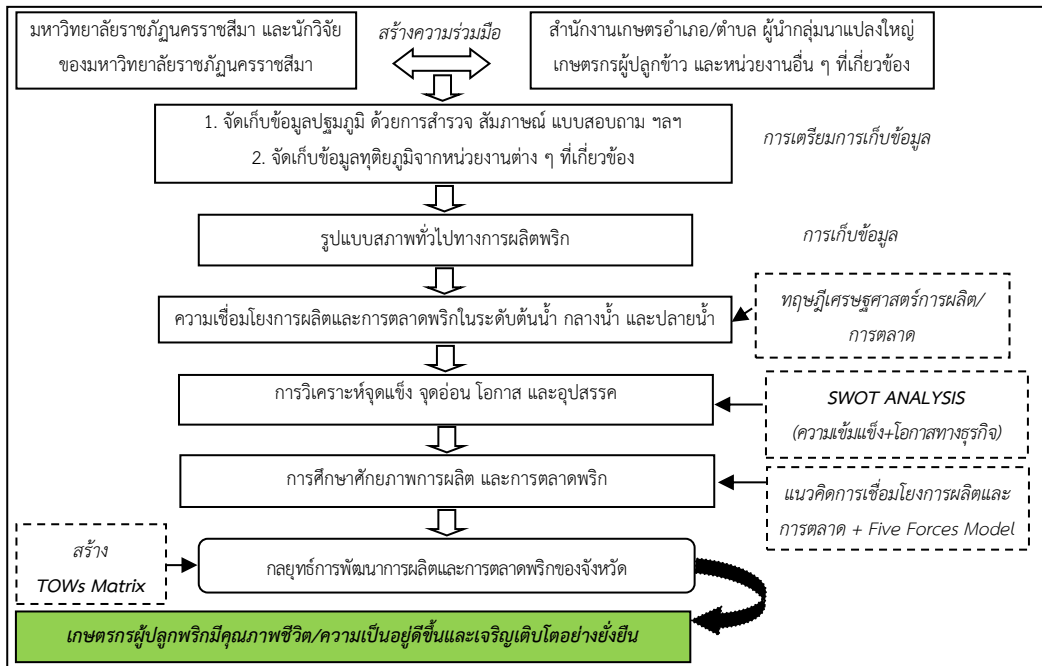 มหาวิทยาลัยราชภัฏนครราชสีมา และนักวิจัย
ของมหาวิทยาลัยราชภัฏนครราชสีมา
สร้างความร่วมมือ
สำนักงานเกษตรอำเภอ/ตำบล ผู้นำกลุ่มนาแปลงใหญ่
เกษตรกรผู้ปลูกข้าว และหน่วยงานอื่น ๆ ที่เกี่ยวข้อง
1. จัดเก็บข้อมูลปฐมภูมิ ด้วยการสำรวจ สัมภาษณ์ แบบสอบถาม ฯลฯ
2. จัดเก็บข้อมูลทุติยภูมิจากหน่วยงานต่าง ๆ ที่เกี่ยวข้อง
การเตรียมการเก็บข้อมูล
รูปแบบสภาพทั่วไปทางการผลิตพริก
การเก็บข้อมูล
ความเชื่อมโยงการผลิตและการตลาดพริกในระดับต้นน้ำ กลางน้ำ และปลายน้ำ
ทฤษฎีเศรษฐศาสตร์การผลิต/
การตลาด
การวิเคราะห์จุดแข็ง จุดอ่อน โอกาส และอุปสรรค
SWOT ANALYSIS
(ความเข้มแข็ง+โอกาสทางธุรกิจ)
การศึกษาศักยภาพการผลิต และการตลาดพริก
แนวคิดการเชื่อมโยงการผลิตและ
การตลาด + Five Forces Model
สร้าง
TOWs Matrix
กลยุทธ์การพัฒนาการผลิตและการตลาดพริกของจังหวัด
เกษตรกรผู้ปลูกพริกมีคุณภาพชีวิต/ความเป็นอยู่ดีขึ้นและเจริญเติบโตอย่างยั่งยืน